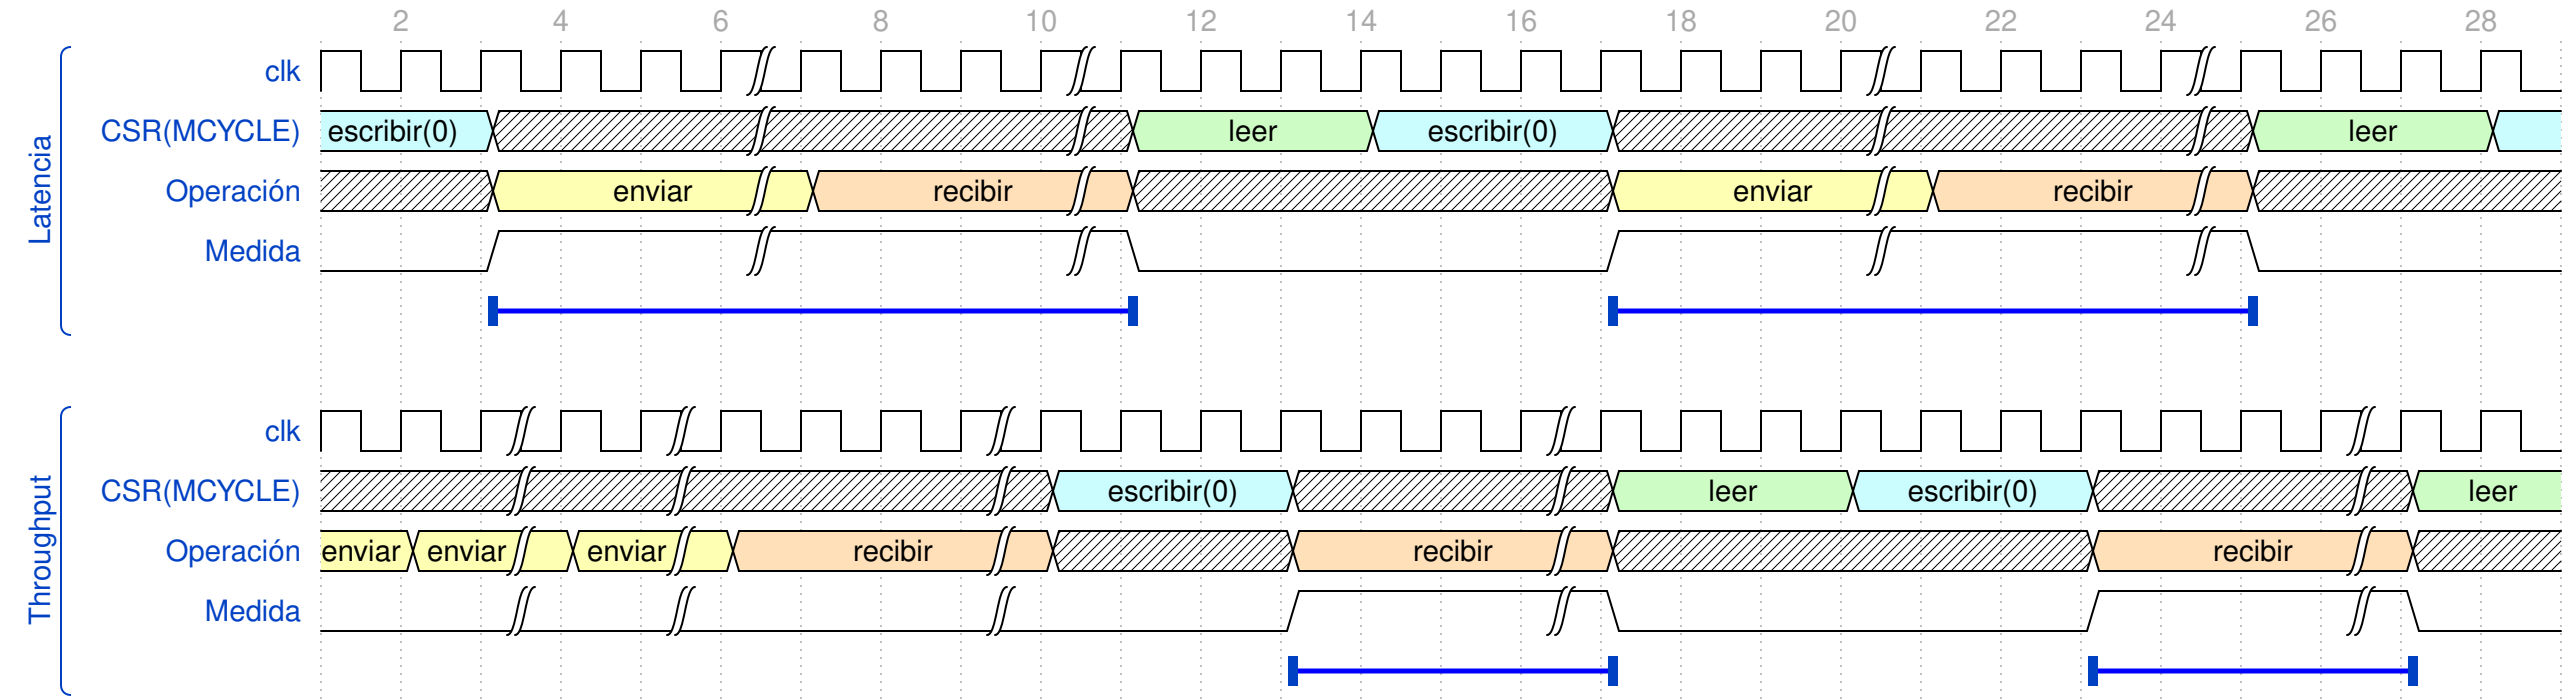 2 4 6 8 10 12 14 16 18 20 22 24 26 28
Latencia
clk
CSR(MCYCLE) escribir(0) leer escribir(0) leer
Operación enviar recibir enviar recibir
Medida
Throughput
clk
CSR(MCYCLE) escribir(0) leer escribir(0) leer
Operación enviar enviar enviar recibir recibir recibir
Medida